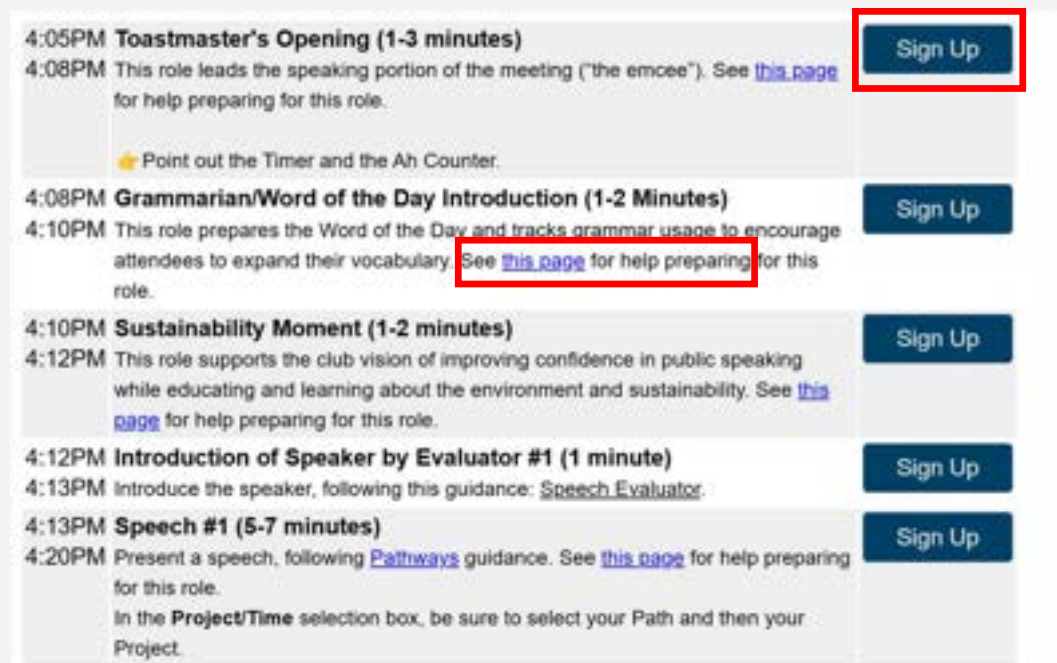 4:05PM Toastmaster's Opening (1-3 minutes) Sign Up
4:08PM This role leads the speaking portion of the meeting ("the emcee"). See this page
for help preparing for this role.
👉 Point out the Timer and the Ah Counter.
4:08PM Grammarian/Word of the Day Introduction (1-2 Minutes) Sign Up
4:10PM This role prepares the Word of the Day and tracks grammar usage to encourage
attendees to expand their vocabulary. See this page for help preparing for this
role.
4:10PM Sustainability Moment (1-2 minutes) Sign Up
4:12PM This role supports the club vision of improving confidence in public speaking
while educating and learning about the environment and sustainability. See this
page for help preparing for this role.
4:12PM Introduction of Speaker by Evaluator #1 (1 minute) Sign Up
4:13PM Introduce the speaker, following this guidance: Speech Evaluator.
4:13PM Speech #1 (5-7 minutes) Sign Up
4:20PM Present a speech, following Pathways guidance. See this page for help preparing
for this role.
In the Project/Time selection box, be sure to select your Path and then your
Project.